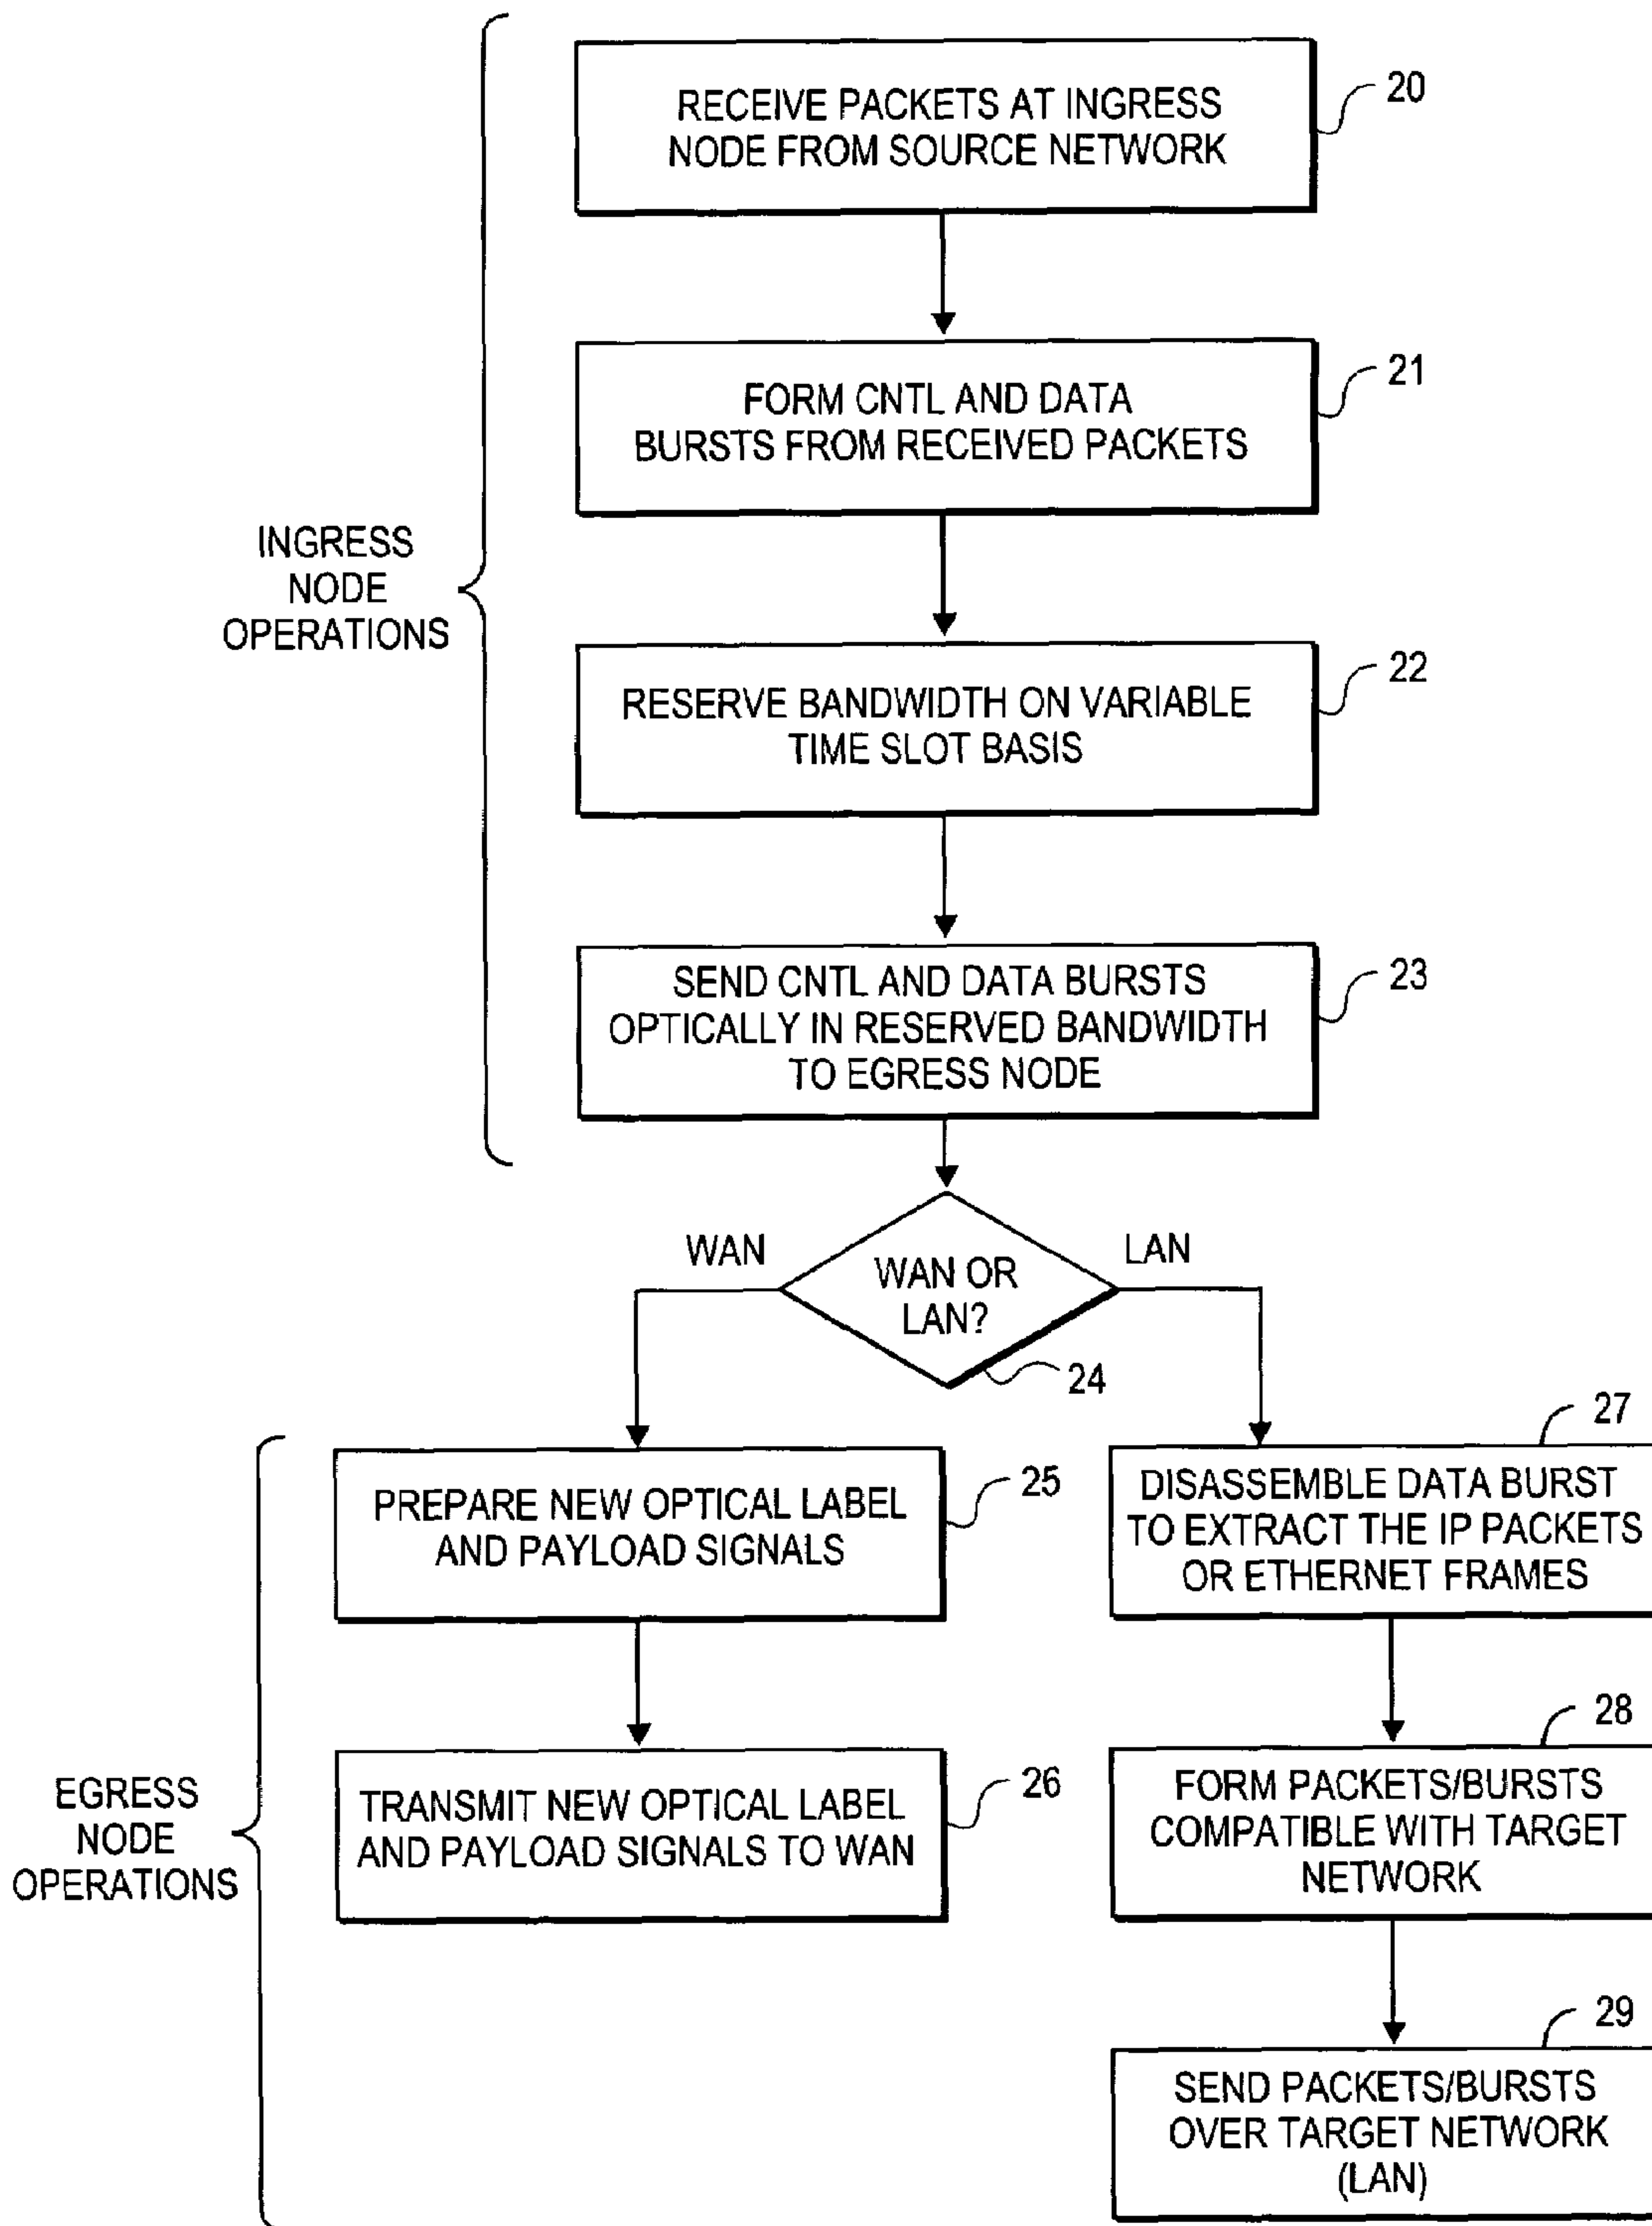 RECEIVE PACKETS AT INGRESS
NODE FROM SOURCE NETWORK
20
FORM CNTL AND DATA
BURSTS FROM RECEIVED PACKETS
21
INGRESS
NODE
OPERATIONS
RESERVE BANDWIDTH ON VARIABLE
TIME SLOT BASIS
22
SEND CNTL AND DATA BURSTS
OPTICALLY IN RESERVED BANDWIDTH
TO EGRESS NODE
23
WAN
WAN OR
LAN?
LAN
24
PREPARE NEW OPTICAL LABEL
AND PAYLOAD SIGNALS
25
27
DISASSEMBLE DATA BURST
TO EXTRACT THE IP PACKETS
OR ETHERNET FRAMES
EGRESS
NODE
OPERATIONS
TRANSMIT NEW OPTICAL LABEL
AND PAYLOAD SIGNALS TO WAN
26
28
FORM PACKETS/BURSTS
COMPATIBLE WITH TARGET
NETWORK
29
SEND PACKETS/BURSTS
OVER TARGET NETWORK
(LAN)